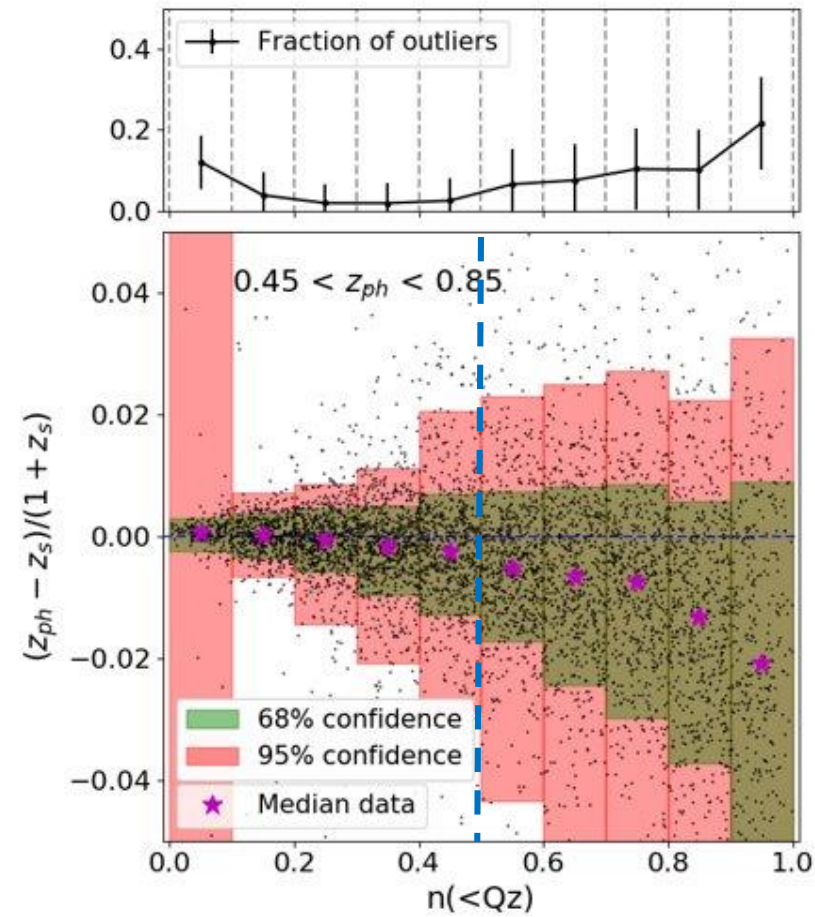 0.4
Fraction of outliers
0.2
0.0
0.45 < z_ph < 0.85
0.04
0.02
0.00
−0.02
−0.04
(z_ph − z_s)/(1 + z_s)
68% confidence
95% confidence
Median data
0.0 0.2 0.4 0.6 0.8 1.0
n(<Qz)